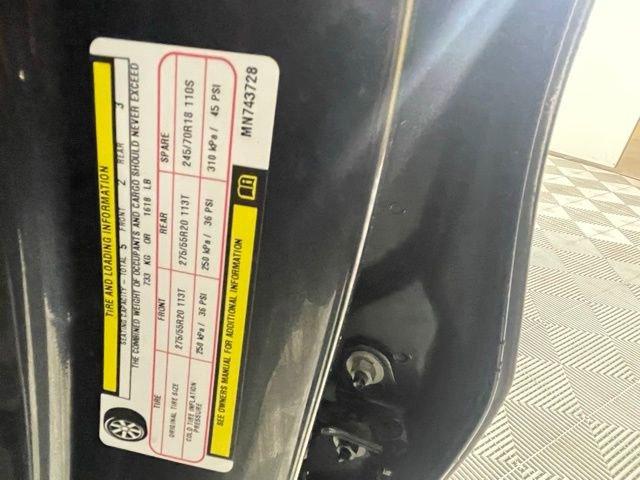 TIRE AND LOADING INFORMATION
SEATING CAPACITY - TOTAL 5 FRONT 2 REAR 3
THE COMBINED WEIGHT OF OCCUPANTS AND CARGO SHOULD NEVER EXCEED
733 KG OR 1618 LB
TIRE FRONT REAR SPARE
ORIGINAL TIRE SIZE 275/55R20 113T 275/55R20 113T 245/70R18 110S
COLD TIRE INFLATION PRESSURE 250 kPa / 36 PSI 250 kPa / 36 PSI 310 kPa / 45 PSI
SEE OWNERS MANUAL FOR ADDITIONAL INFORMATION
MN743728